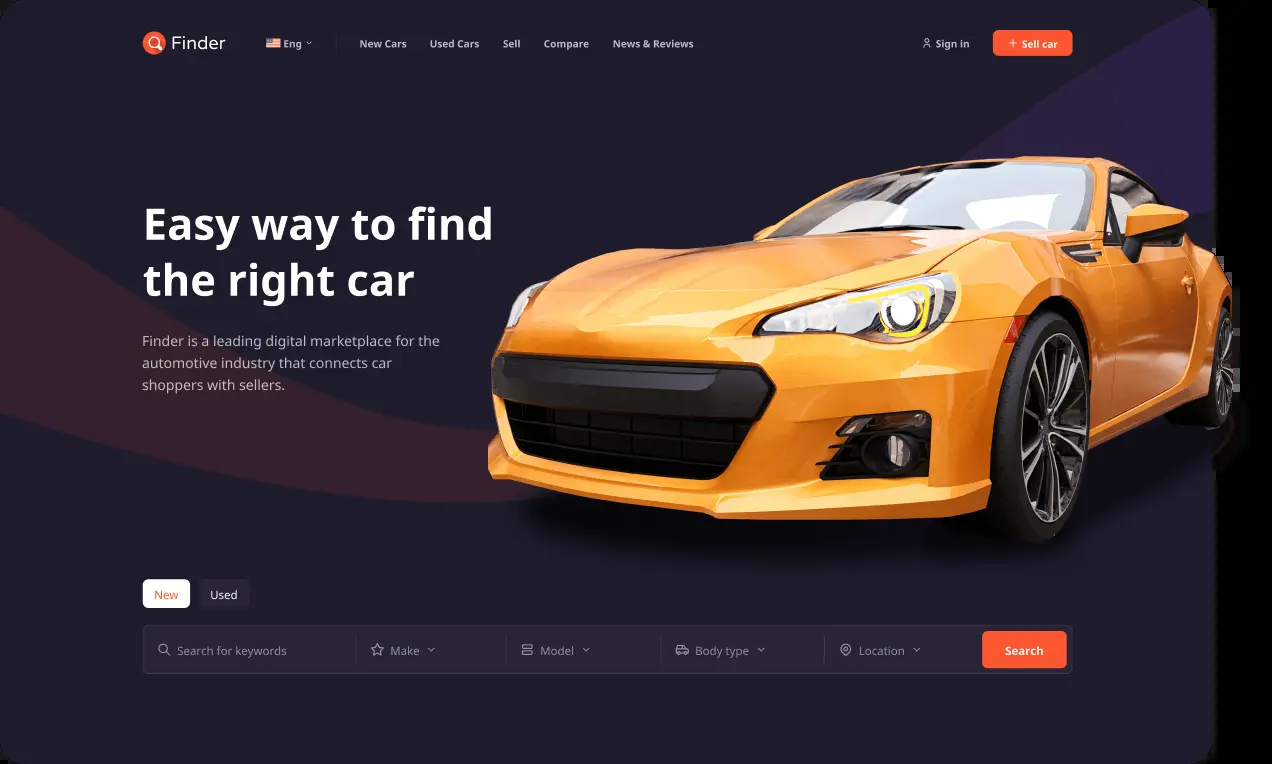 Finder
Eng
New Cars
Used Cars
Sell
Compare
News & Reviews
Sign in
+ Sell car
Easy way to find
the right car
Finder is a leading digital marketplace for the
automotive industry that connects car
shoppers with sellers.
New
Used
Search for keywords
Make
Model
Body type
Location
Search